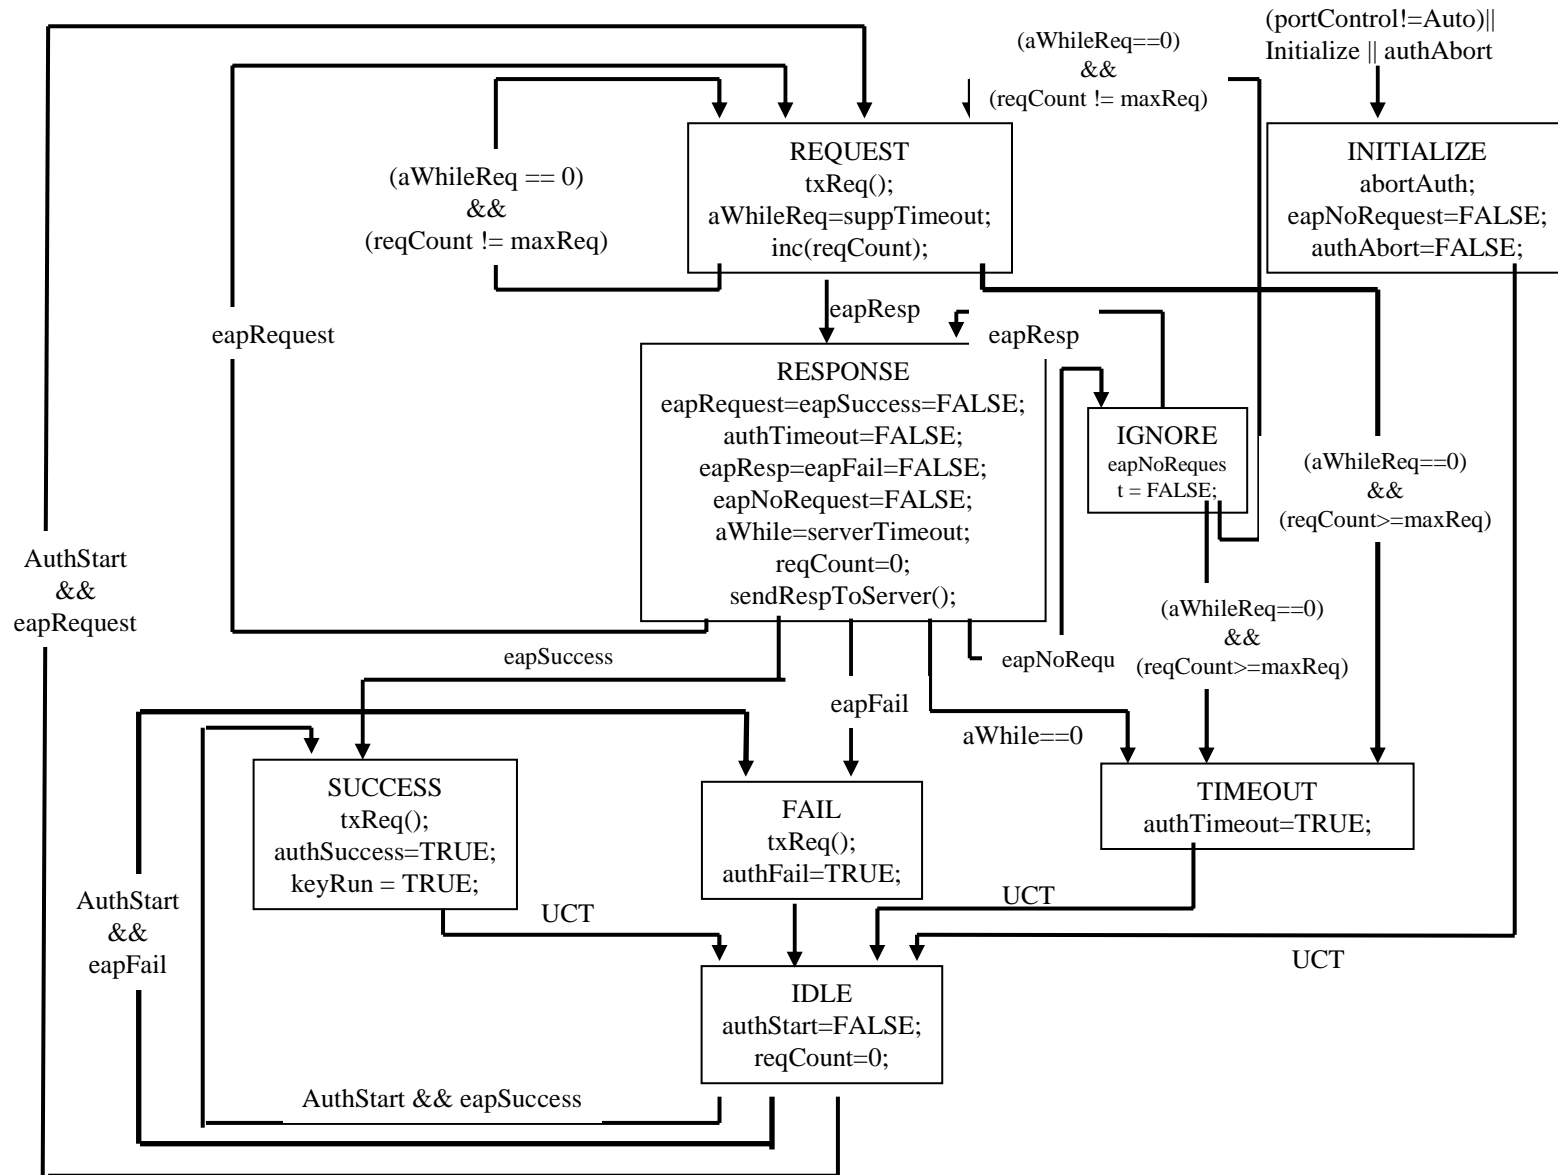 (portControl!=Auto)||
Initialize || authAbort
(aWhileReq==0)
&&
(reqCount != maxReq)
REQUEST
txReq();
aWhileReq=suppTimeout;
inc(reqCount);
INITIALIZE
abortAuth;
eapNoRequest=FALSE;
authAbort=FALSE;
(aWhileReq == 0)
&&
(reqCount != maxReq)
eapRequest
eapResp
eapResp
RESPONSE
eapRequest=eapSuccess=FALSE;
authTimeout=FALSE;
eapResp=eapFail=FALSE;
eapNoRequest=FALSE;
aWhile=serverTimeout;
reqCount=0;
sendRespToServer();
IGNORE
eapNoReques
t = FALSE;
(aWhileReq==0)
&&
(reqCount>=maxReq)
AuthStart
&&
eapRequest
(aWhileReq==0)
&&
(reqCount>=maxReq)
eapSuccess
eapNoRequ
eapFail
aWhile==0
SUCCESS
txReq();
authSuccess=TRUE;
keyRun = TRUE;
FAIL
txReq();
authFail=TRUE;
TIMEOUT
authTimeout=TRUE;
AuthStart
&&
eapFail
UCT
UCT
UCT
IDLE
authStart=FALSE;
reqCount=0;
AuthStart && eapSuccess